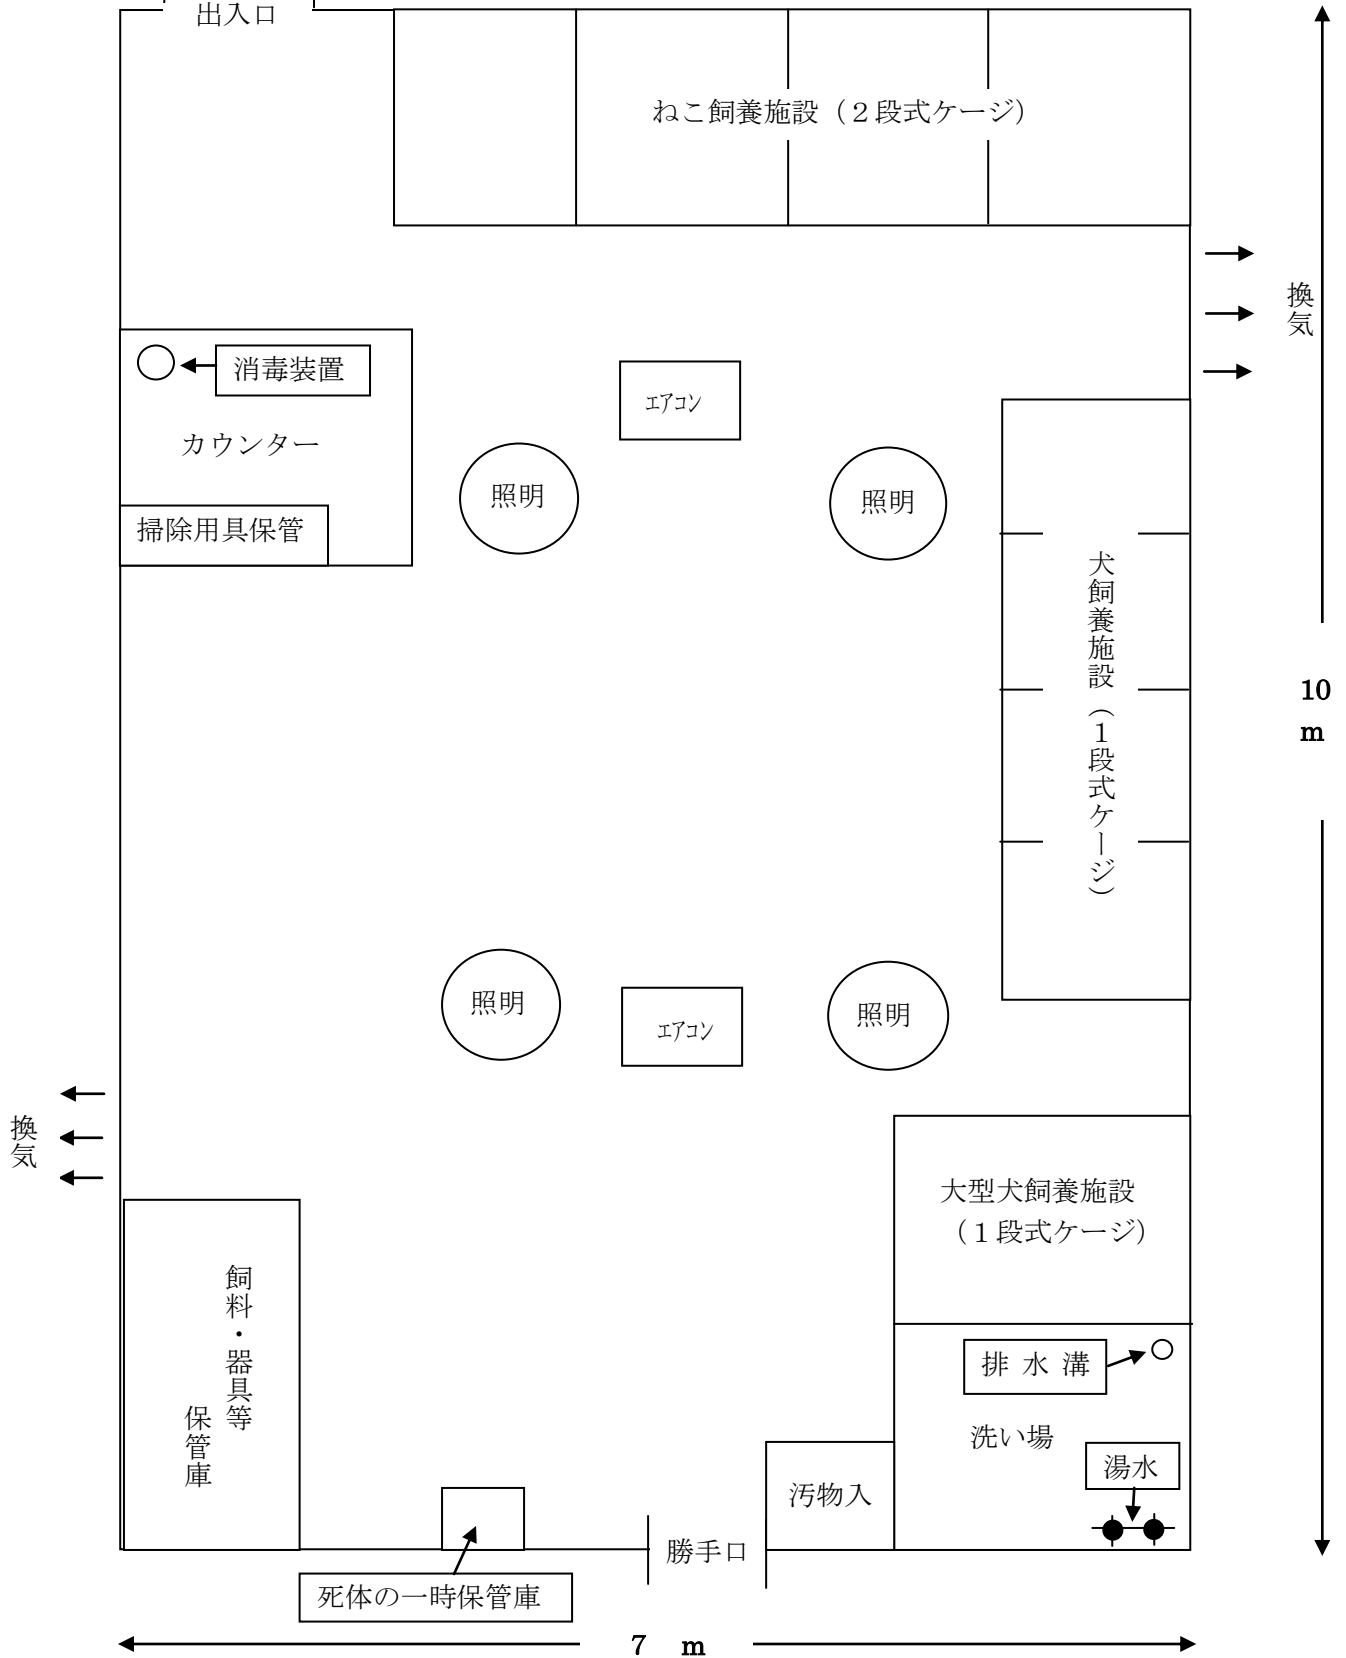 出入口
ねこ飼養施設（２段式ケージ）
換気
消毒装置
エアコン
カウンター
照明
照明
掃除用具保管
犬飼養施設（１段式ケージ）
10
m
照明
エアコン
照明
換気
大型犬飼養施設
（１段式ケージ）
飼料・器具等
保管庫
排水溝
洗い場
湯水
汚物入
勝手口
死体の一時保管庫
7 m